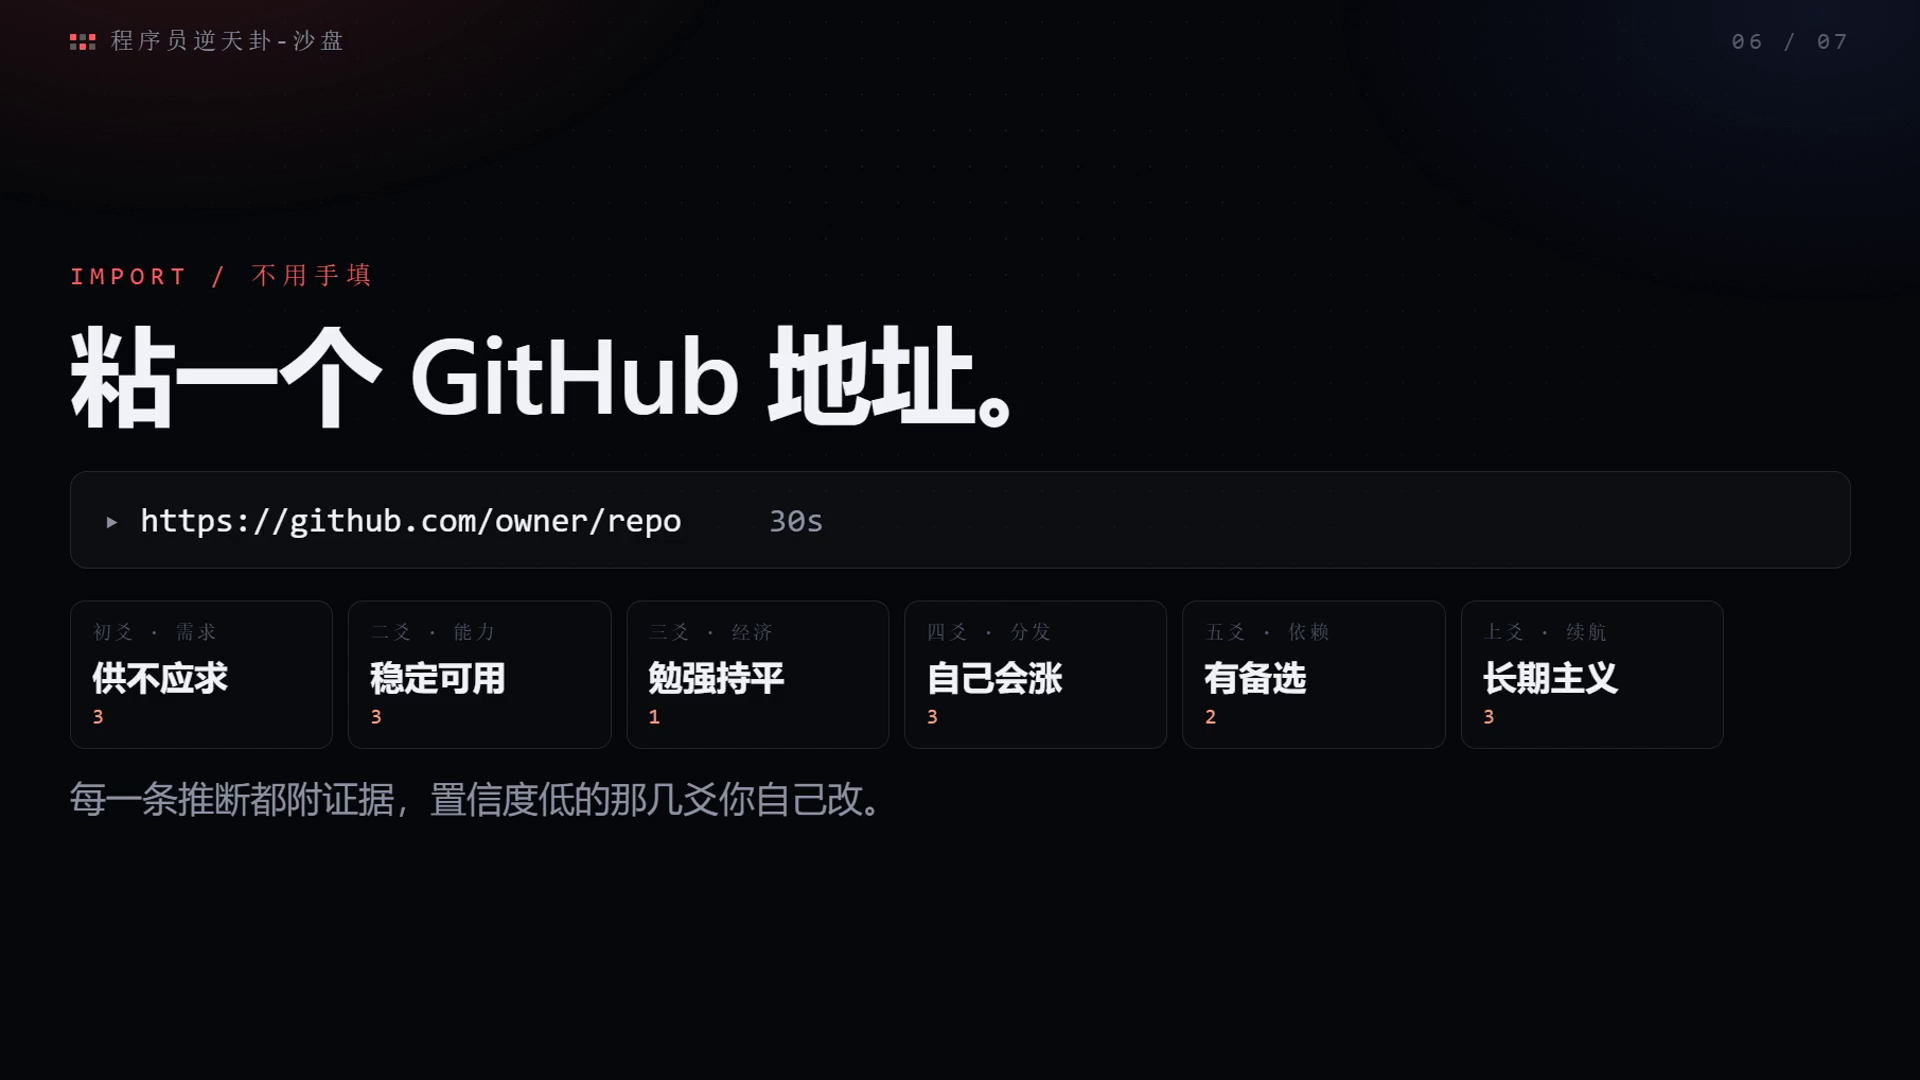 程序员逆天卦-沙盘
06 / 07
IMPORT / 不用手填
粘一个 GitHub 地址。
▸ https://github.com/owner/repo 30s
初爻 · 需求
供不应求
3
二爻 · 能力
稳定可用
3
三爻 · 经济
勉强持平
1
四爻 · 分发
自己会涨
3
五爻 · 依赖
有备选
2
上爻 · 续航
长期主义
3
每一条推断都附证据，置信度低的那几爻你自己改。